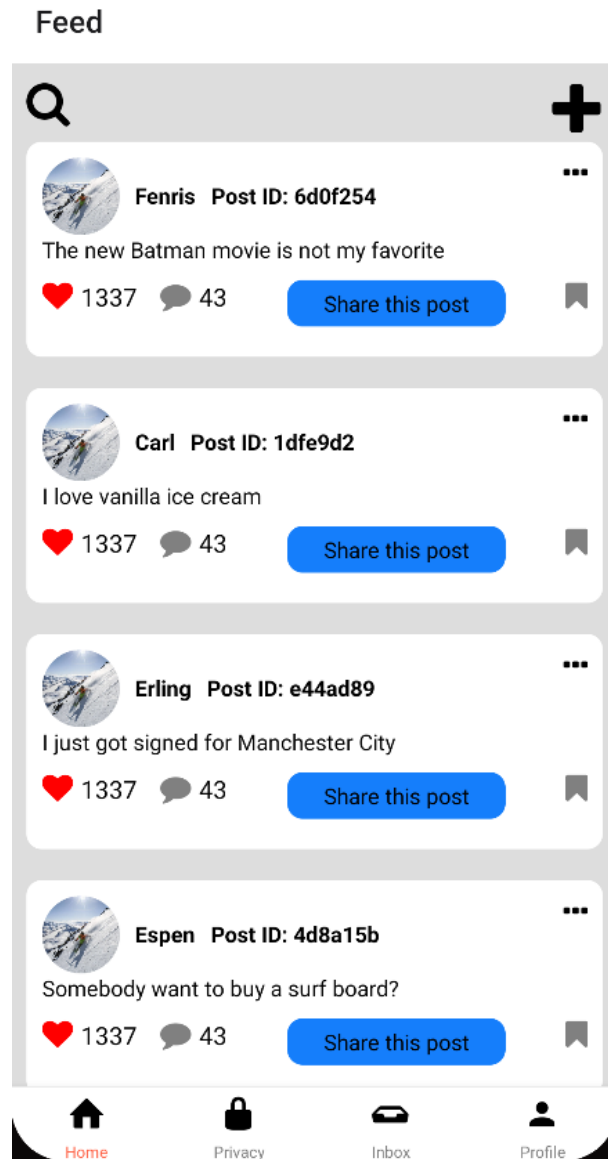 Feed
Fenris Post ID: 6d0f254
The new Batman movie is not my favorite
1337 43 Share this post
Carl Post ID: 1dfe9d2
I love vanilla ice cream
1337 43 Share this post
Erling Post ID: e44ad89
I just got signed for Manchester City
1337 43 Share this post
Espen Post ID: 4d8a15b
Somebody want to buy a surf board?
1337 43 Share this post
Home Privacy Inbox Profile